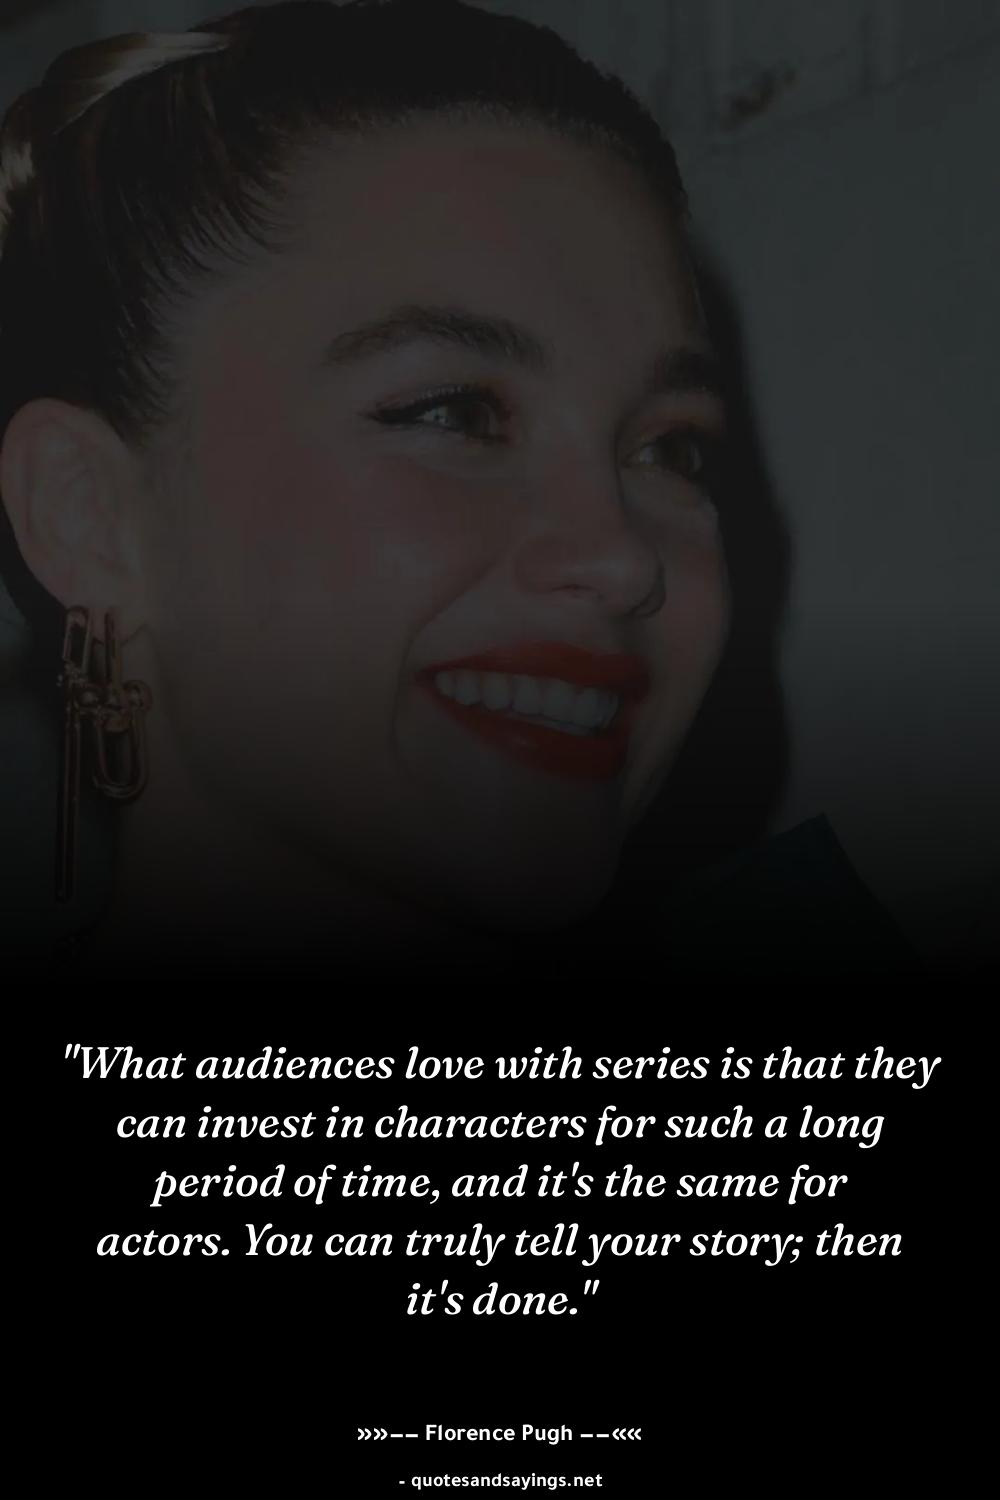 "What audiences love with series is that they
can invest in characters for such a long
period of time, and it's the same for
actors. You can truly tell your story; then
it's done."
»»−− Florence Pugh −−««
- quotesandsayings.net